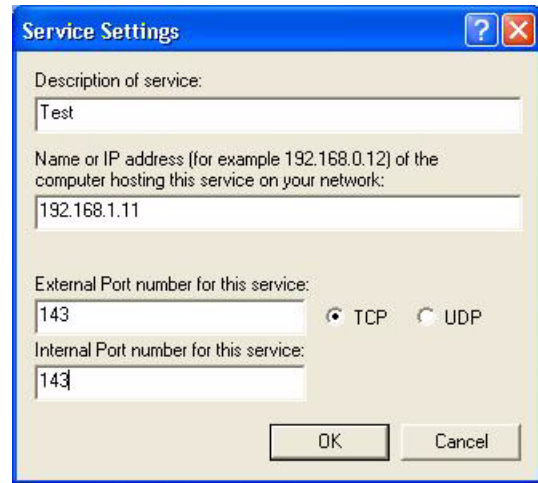 Service Settings
?
Description of service:
Test
Name or IP address (for example 192.168.0.12) of the
computer hosting this service on your network:
192.168.1.11
External Port number for this service:
143 TCP UDP
Internal Port number for this service:
143
OK Cancel